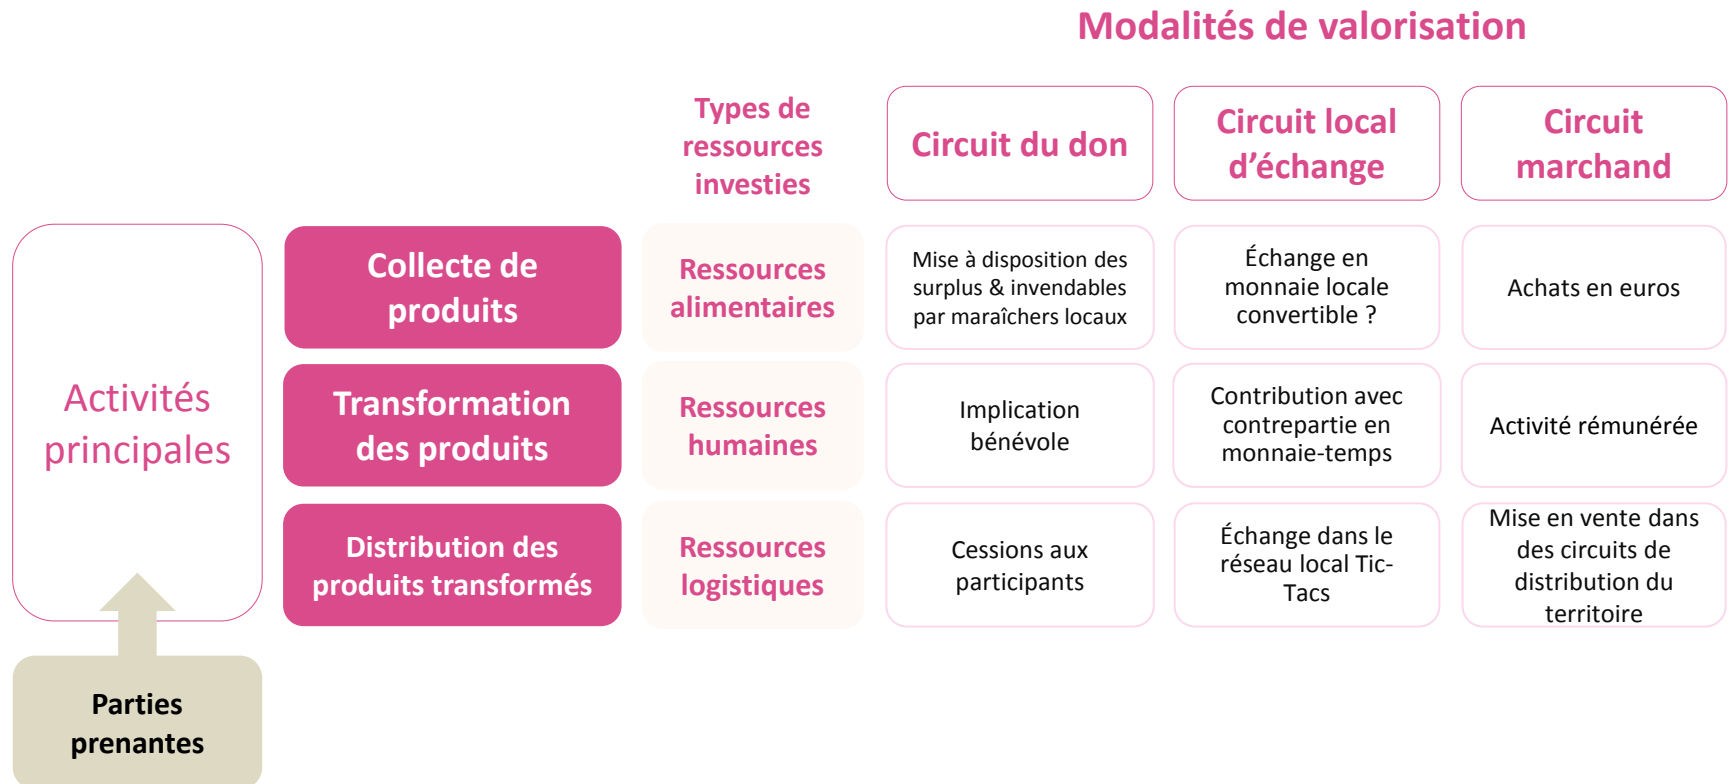 Modalités de valorisation
Types de
ressources
investies
Circuit du don
Circuit local
d’échange
Circuit
marchand
Activités
principales
Collecte de
produits
Ressources
alimentaires
Mise à disposition des
surplus & invendables
par maraîchers locaux
Échange en
monnaie locale
convertible ?
Achats en euros
Transformation
des produits
Ressources
humaines
Implication
bénévole
Contribution avec
contrepartie en
monnaie-temps
Activité rémunérée
Distribution des
produits transformés
Ressources
logistiques
Cessions aux
participants
Échange dans le
réseau local Tic-
Tacs
Mise en vente dans
des circuits de
distribution du
territoire
Parties
prenantes